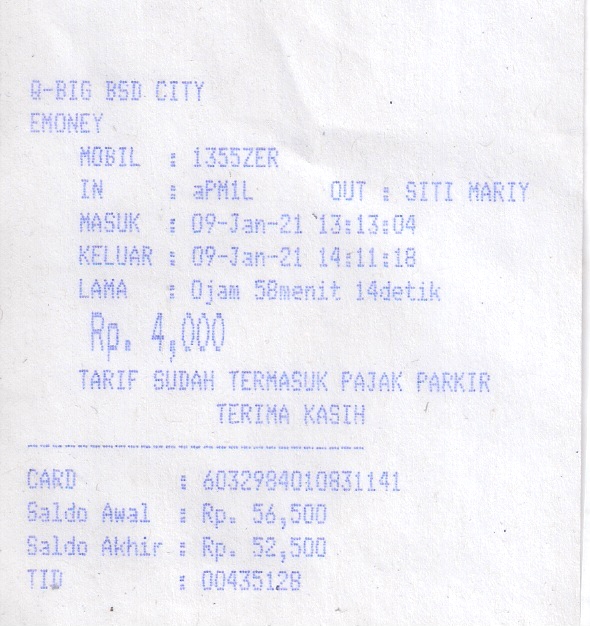 Q-BIG BSD CITY
EMONEY
MOBIL : 1355ZER
IN : aPM1L OUT : SITI MARIY
MASUK : 09-Jan-21 13:13:04
KELUAR : 09-Jan-21 14:11:18
LAMA : 0jam 58menit 14detik
Rp. 4,000
TARIF SUDAH TERMASUK PAJAK PARKIR
TERIMA KASIH
------------------------------------
CARD : 6032984010831141
Saldo Awal : Rp. 56,500
Saldo Akhir : Rp. 52,500
TID : 00435128